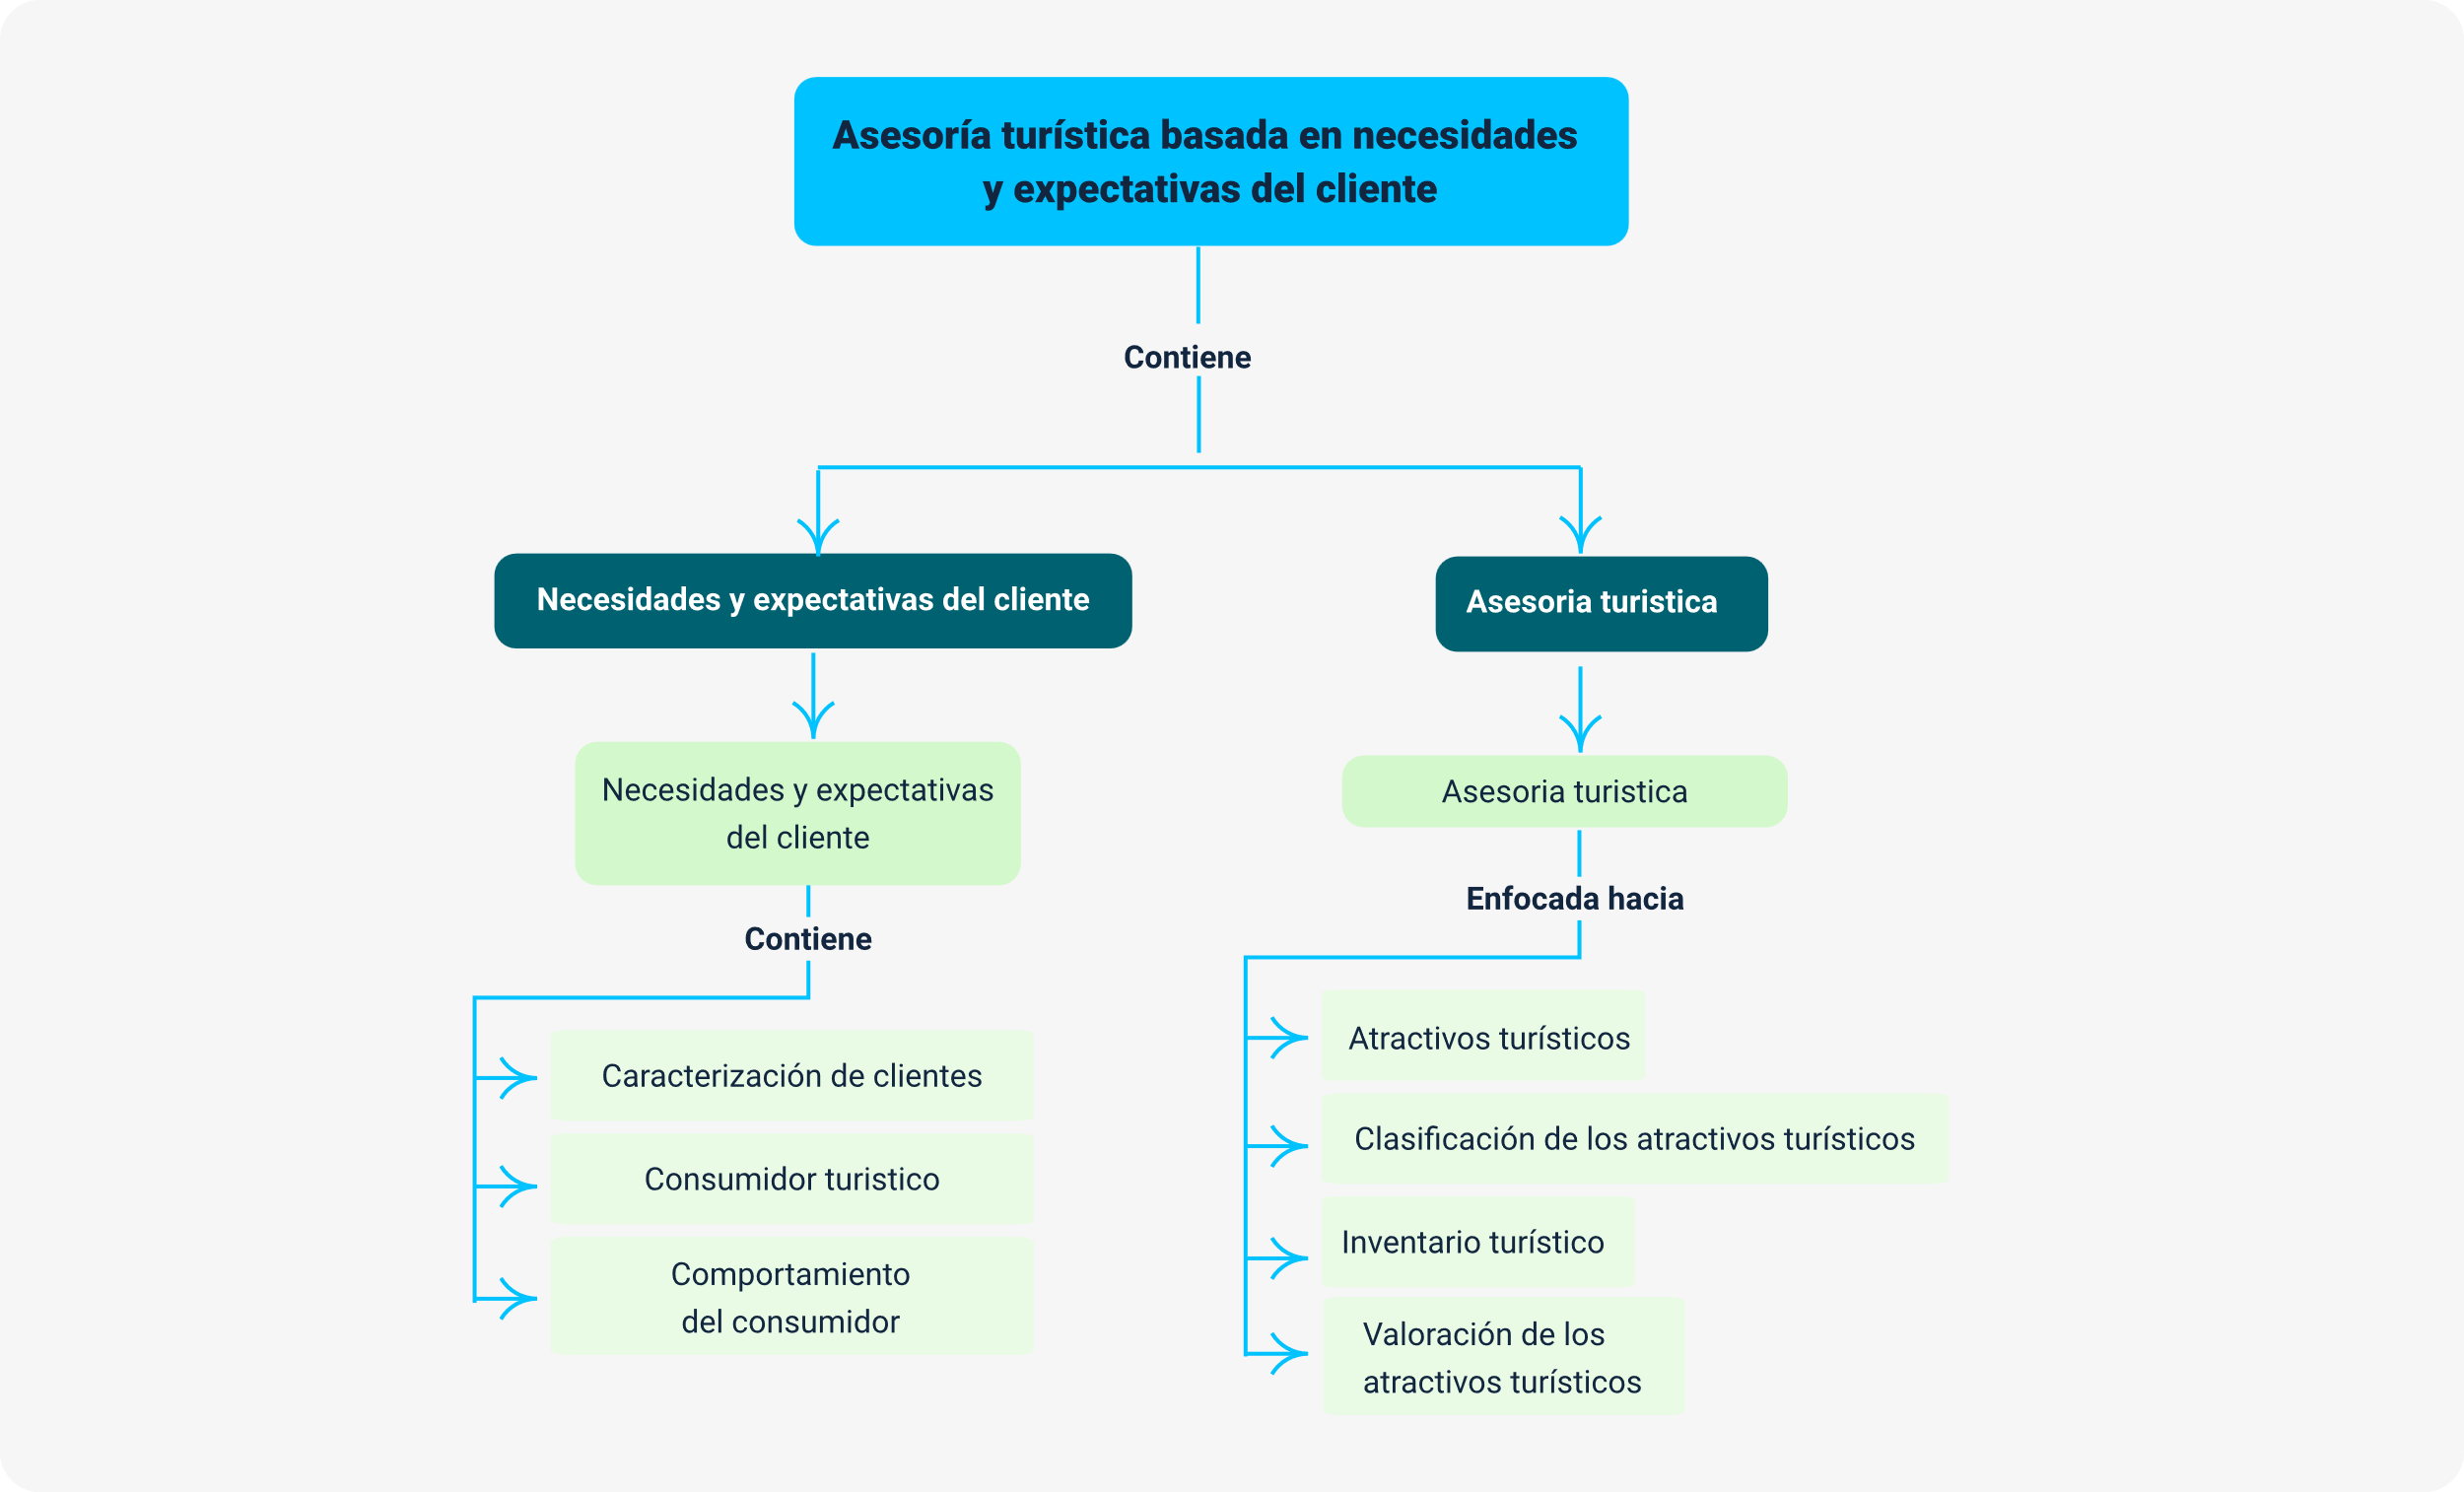 Asesoría turística basada en necesidades
y expectativas del cliente
Contiene
Necesidades y expectativas del cliente
Asesoria turistica
Necesidades y expectativas
del cliente
Asesoria turistica
Contiene
Enfocada hacia
Caracterización de clientes
Consumidor turistico
Comportamiento
del consumidor
Atractivos turísticos
Clasificación de los atractivos turísticos
Inventario turístico
Valoración de los
atractivos turísticos